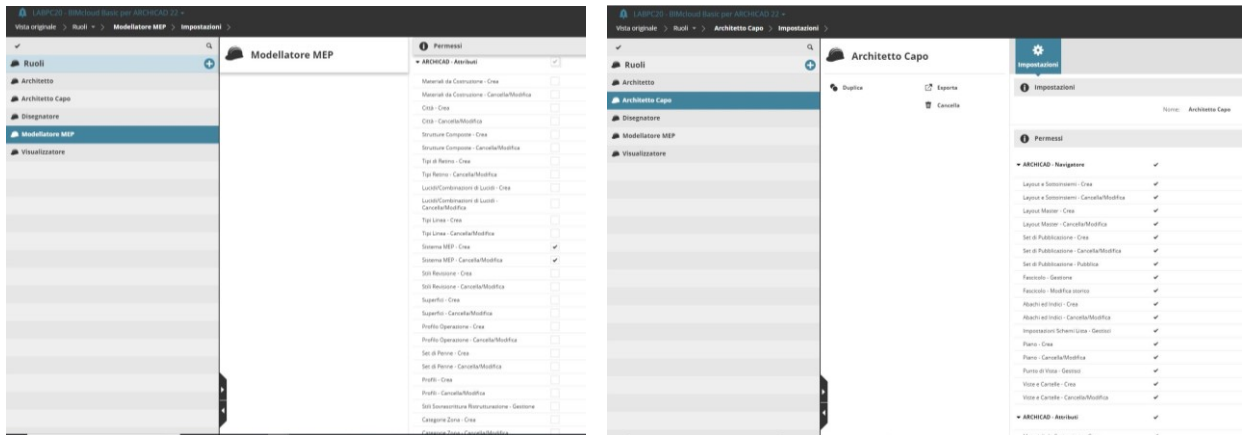 LABPC20 - BIMcloud Basic per ARCHICAD 22
Vista originale > Ruoli > Modellatore MEP > Impostazioni >
Ruoli
Architetto
Architetto Capo
Disegnatore
Modellatore MEP
Visualizzatore
Modellatore MEP
Permessi
ARCHICAD - Attributi
Materiali da Costruzione - Crea
Materiali da Costruzione - Cancella/Modifica
Città - Crea
Città - Cancella/Modifica
Strutture Composte - Crea
Strutture Composte - Cancella/Modifica
Tipi di Retino - Crea
Tipi Retino - Cancella/Modifica
Lucidi/Combinazioni di Lucidi - Crea
Lucidi/Combinazioni di Lucidi -
Cancella/Modifica
Tipi Linea - Crea
Tipi Linea - Cancella/Modifica
Sistema MEP - Crea
Sistema MEP - Cancella/Modifica
Stili Revisione - Crea
Stili Revisione - Cancella/Modifica
Superfici - Crea
Superfici - Cancella/Modifica
Profilo Operazione - Crea
Profilo Operazione - Cancella/Modifica
Set di Penne - Crea
Set di Penne - Cancella/Modifica
Profili - Crea
Profili - Cancella/Modifica
Stili Sovrascrittura Ristrutturazione - Gestione
Categorie Zona - Crea
Categorie Zona - Cancella/Modifica
LABPC20 - BIMcloud Basic per ARCHICAD 22
Vista originale > Ruoli > Architetto Capo > Impostazioni >
Ruoli
Architetto
Architetto Capo
Disegnatore
Modellatore MEP
Visualizzatore
Architetto Capo
Duplica
Esporta
Cancella
Impostazioni
Impostazioni
Nome: Architetto Capo
Permessi
ARCHICAD - Navigatore
Layout e Sottoinsiemi - Crea
Layout e Sottoinsiemi - Cancella/Modifica
Layout Master - Crea
Layout Master - Cancella/Modifica
Set di Pubblicazione - Crea
Set di Pubblicazione - Cancella/Modifica
Set di Pubblicazione - Pubblica
Fascicolo - Gestione
Fascicolo - Modifica storico
Abachi ed Indici - Crea
Abachi ed Indici - Cancella/Modifica
Impostazioni Schemi Lista - Gestisci
Piano - Crea
Piano - Cancella/Modifica
Punto di Vista - Gestisci
Viste e Cartelle - Crea
Viste e Cartelle - Cancella/Modifica
ARCHICAD - Attributi